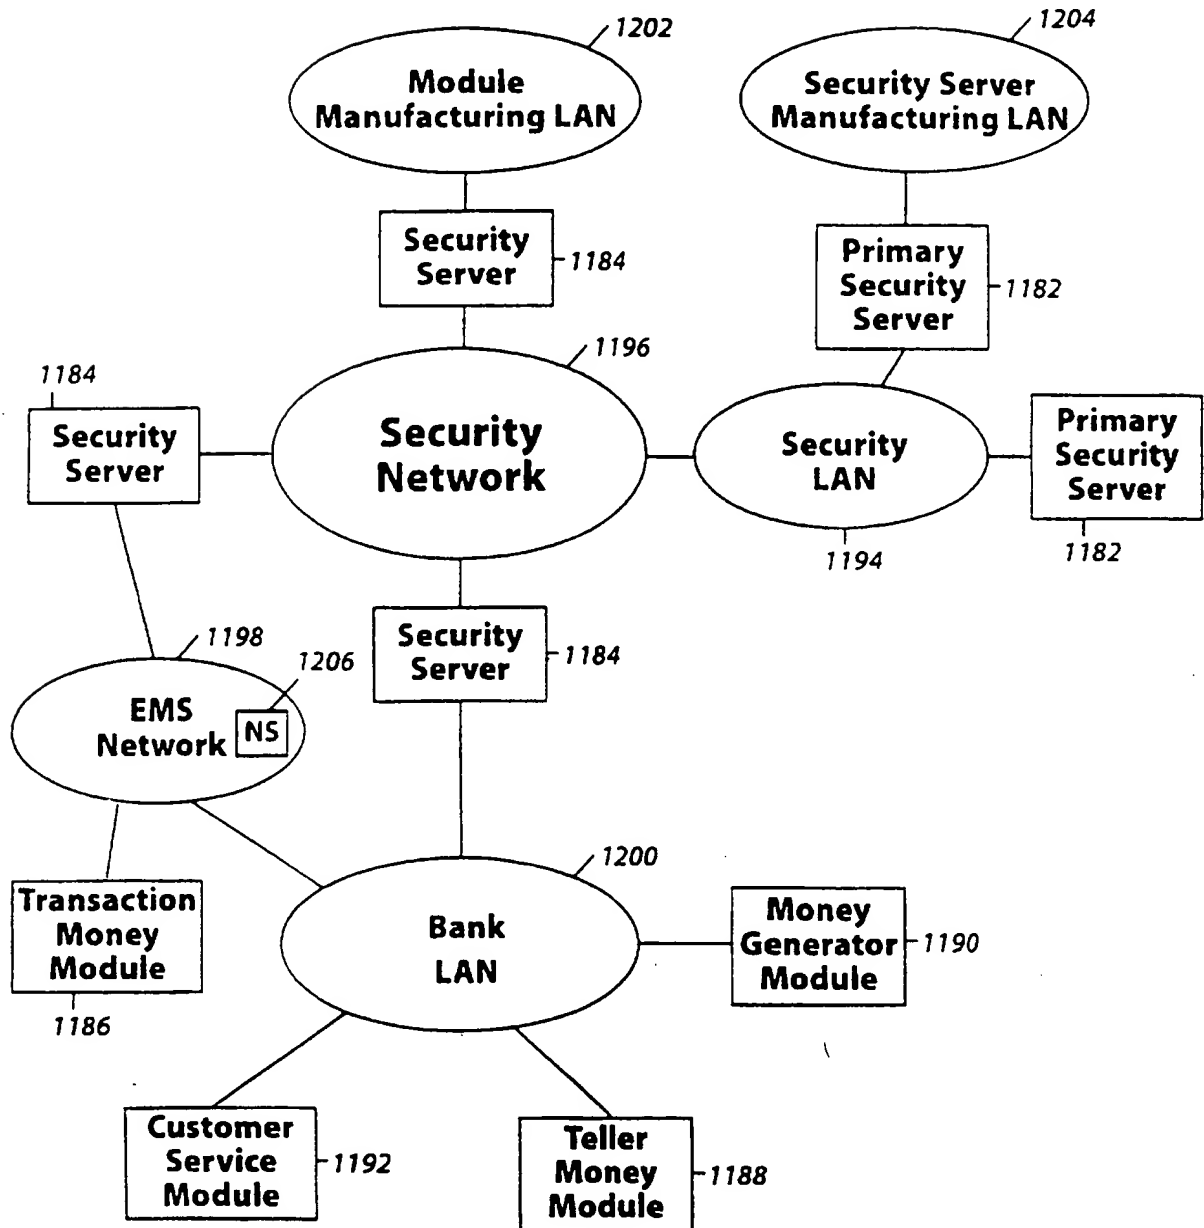 1202
Module
Manufacturing LAN
1204
Security Server
Manufacturing LAN
Security
Server
1184
Primary
Security
Server
1182
1196
Security
Network
1184
Security
Server
Security
LAN
1194
Primary
Security
Server
1182
Security
Server
1184
1198
1206
EMS
Network
NS
Transaction
Money
Module
1186
1200
Bank
LAN
Money
Generator
Module
1190
Customer
Service
Module
1192
Teller
Money
Module
1188